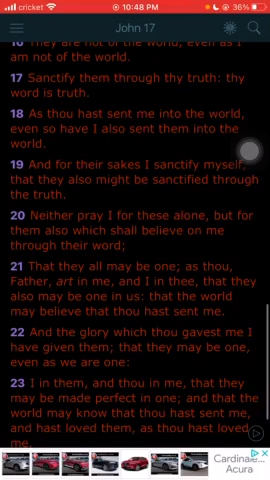 cricket
10:48 PM
36%
John 17
16 They are not of the world, even as I
am not of the world.
17 Sanctify them through thy truth: thy
word is truth.
18 As thou hast sent me into the world,
even so have I also sent them into the
world.
19 And for their sakes I sanctify myself,
that they also might be sanctified through
the truth.
20 Neither pray I for these alone, but for
them also which shall believe on me
through their word;
21 That they all may be one; as thou,
Father, art in me, and I in thee, that they
also may be one in us: that the world
may believe that thou hast sent me.
22 And the glory which thou gavest me I
have given them; that they may be one,
even as we are one:
23 I in them, and thou in me, that they
may be made perfect in one; and that the
world may know that thou hast sent me,
and hast loved them, as thou hast loved
me.
Cardinale...
Acura